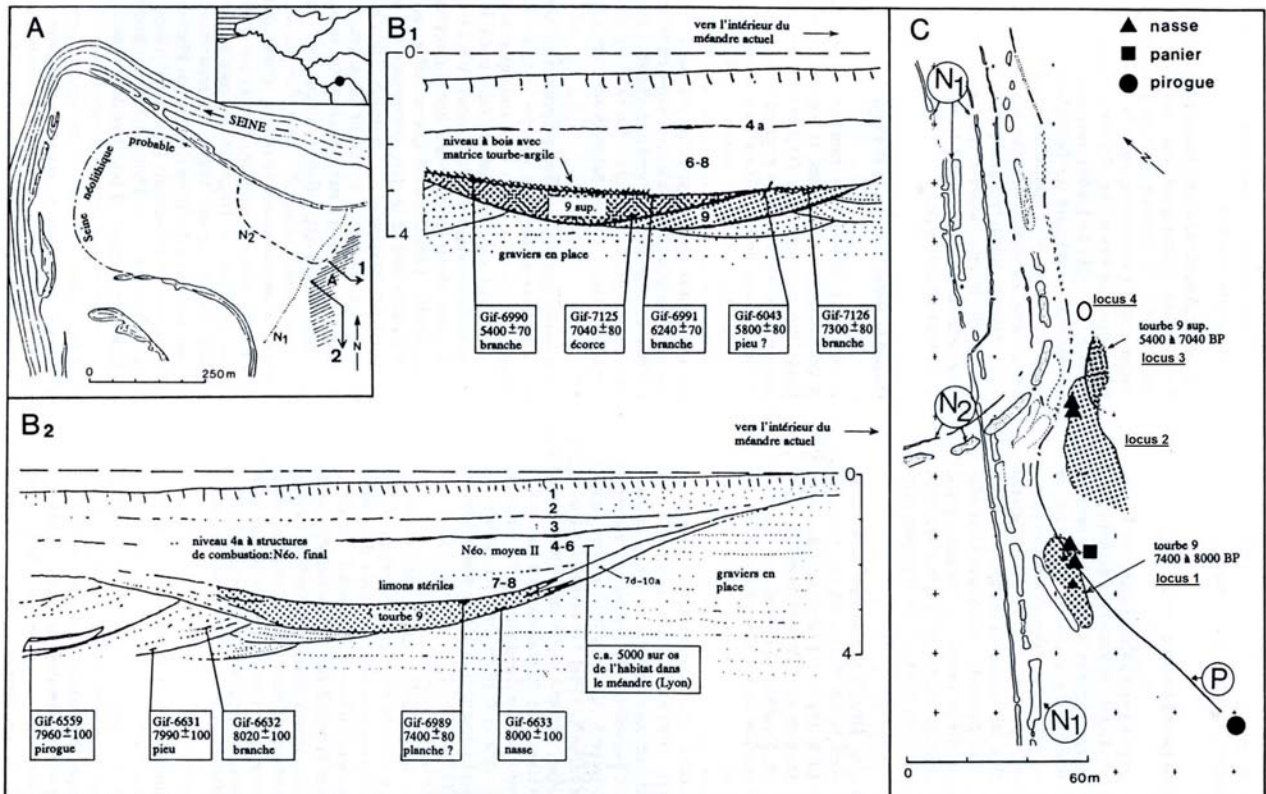 A
SEINE
Seine néolithique
probable
N2
A
1
N1
2
N
0 250 m
B1
vers l'intérieur du
méandre actuel
0
4a
niveau à bois avec
matrice tourbe-argile
6-8
9 sup.
9
4
graviers en place
Gif-6990
5400±70
branche
Gif-7125
7040±80
écorce
Gif-6991
6240±70
branche
Gif-6043
5800±80
pieu ?
Gif-7126
7300±80
branche
B2
vers l'intérieur du
méandre actuel
0
1
2
3
niveau 4a à structures
de combustion: Néo. final
Néo. moyen II
4-6
limons stériles
7-8
7d-10a
graviers en
place
tourbe 9
4
c.a. 5000 sur os
de l'habitat dans
le méandre (Lyon)
Gif-6559
7960±100
pirogue
Gif-6631
7990±100
pieu
Gif-6632
8020±100
branche
Gif-6989
7400±80
planche ?
Gif-6633
8000±100
nasse
C
nasse
panier
pirogue
N1
N
locus 4
tourbe 9 sup.
5400 à 7040 BP
locus 3
N2
locus 2
tourbe 9
7400 à 8000 BP
locus 1
P
N1
0 60m